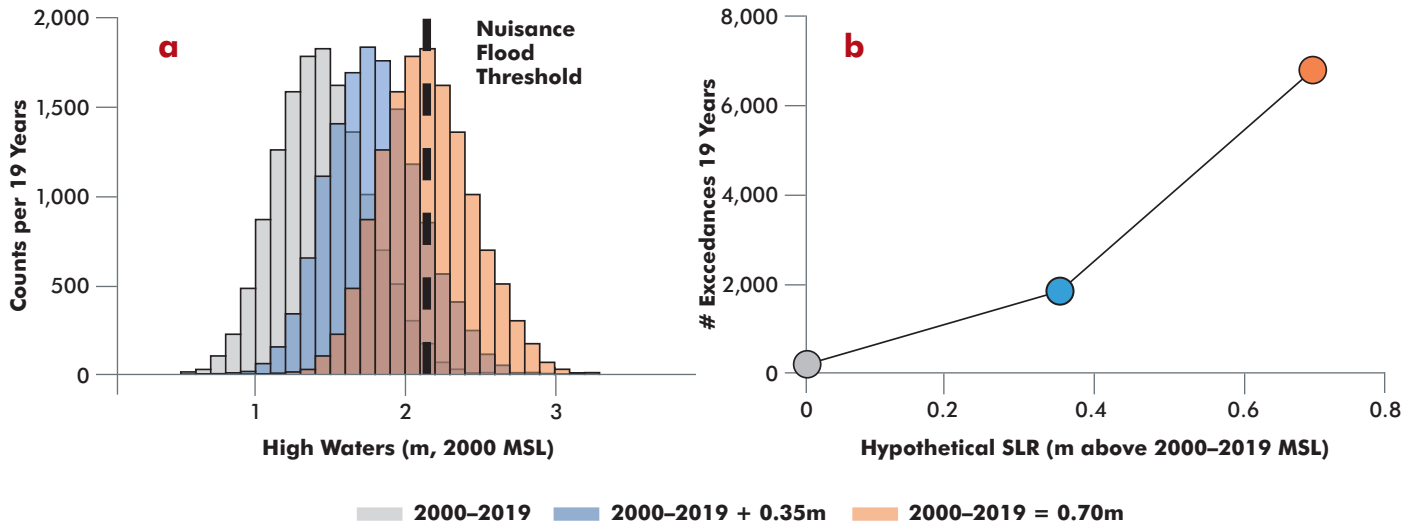 a
Nuisance
Flood
Threshold
2,000
1,500
1,000
500
0
Counts per 19 Years
1
2
3
High Waters (m, 2000 MSL)
b
8,000
6,000
4,000
2,000
0
# Exccedances 19 Years
0
0.2
0.4
0.6
0.8
Hypothetical SLR (m above 2000–2019 MSL)
2000–2019
2000–2019 + 0.35m
2000–2019 = 0.70m